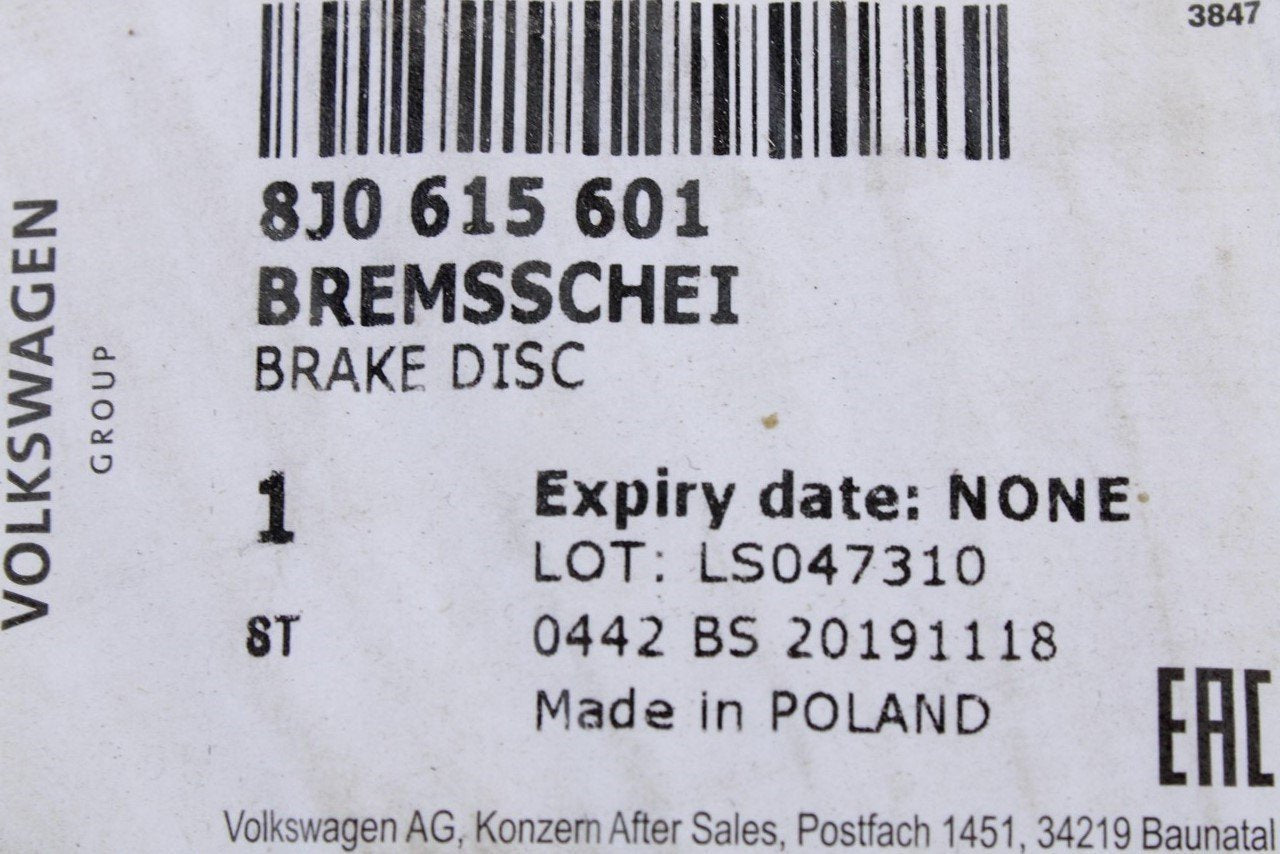 3847
8J0 615 601
BREMSSCHEI
BRAKE DISC
VOLKSWAGEN
GROUP
1
Expiry date: NONE
LOT: LS047310
ST
0442 BS 20191118
Made in POLAND
EAC
Volkswagen AG, Konzern After Sales, Postfach 1451, 34219 Baunatal